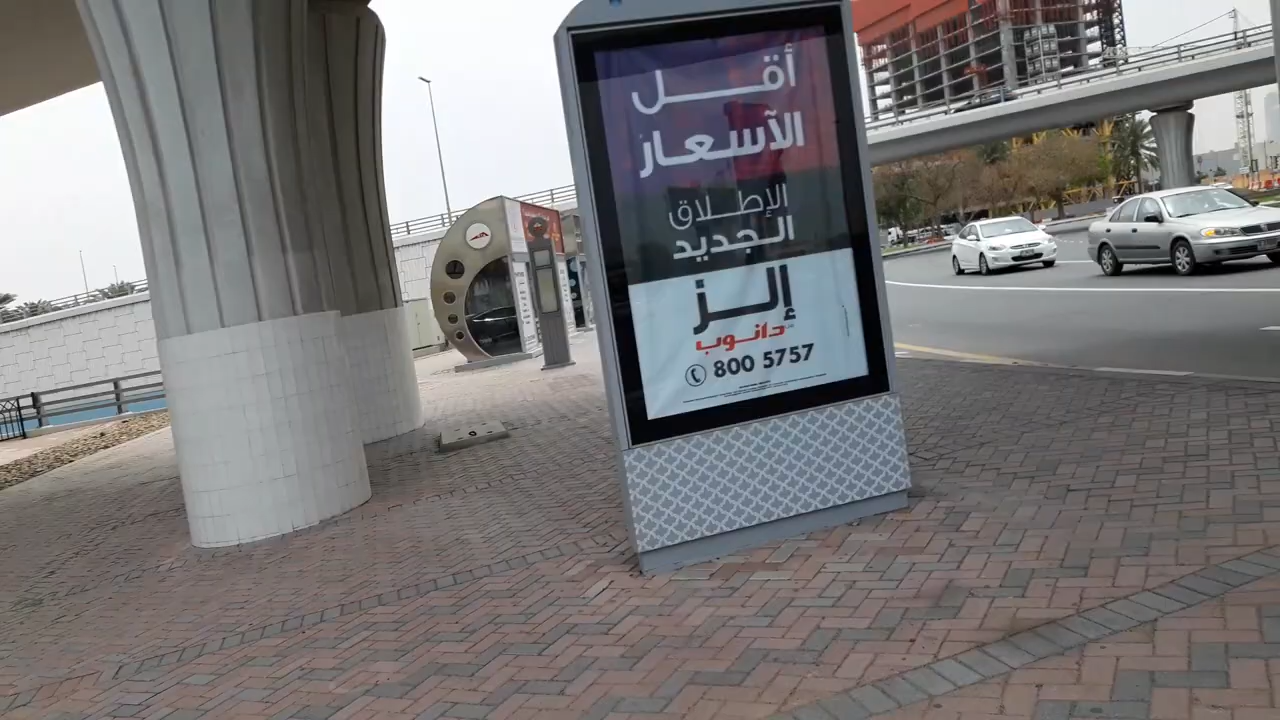 أقل
الأسعار
الإطلاق
الجديد
إلز
دانوب
800 5757